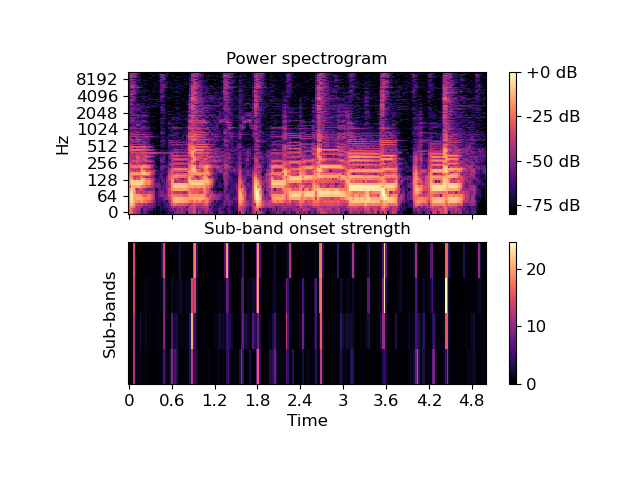 Power spectrogram
8192
4096
2048
1024
512
256
128
64
0
Hz
+0 dB
-25 dB
-50 dB
-75 dB
Sub-band onset strength
Sub-bands
20
10
0
0 0.6 1.2 1.8 2.4 3 3.6 4.2 4.8
Time